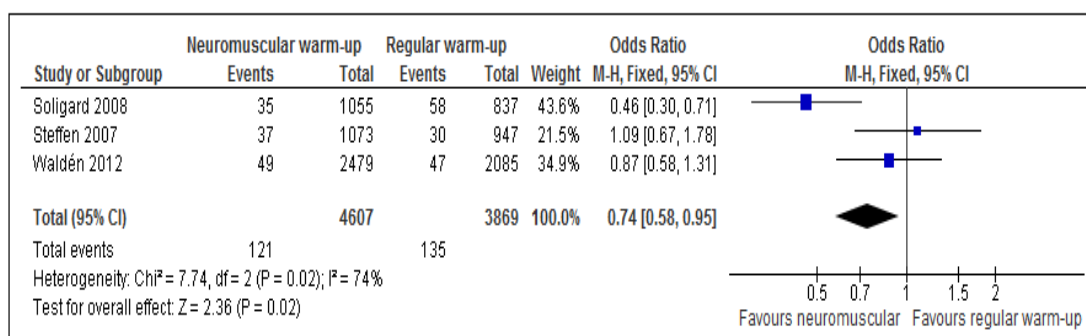 Neuromuscular warm-up Regular warm-up Odds Ratio Odds Ratio
Study or Subgroup Events Total Events Total Weight M-H, Fixed, 95% CI M-H, Fixed, 95% CI
Soligard 2008 35 1055 58 837 43.6% 0.46 [0.30, 0.71]
Steffen 2007 37 1073 30 947 21.5% 1.09 [0.67, 1.78]
Waldén 2012 49 2479 47 2085 34.9% 0.87 [0.58, 1.31]
Total (95% CI) 4607 3869 100.0% 0.74 [0.58, 0.95]
Total events 121 135
Heterogeneity: Chi² = 7.74, df = 2 (P = 0.02); I² = 74%
Test for overall effect: Z = 2.36 (P = 0.02)
0.5 0.7 1 1.5 2
Favours neuromuscular Favours regular warm-up